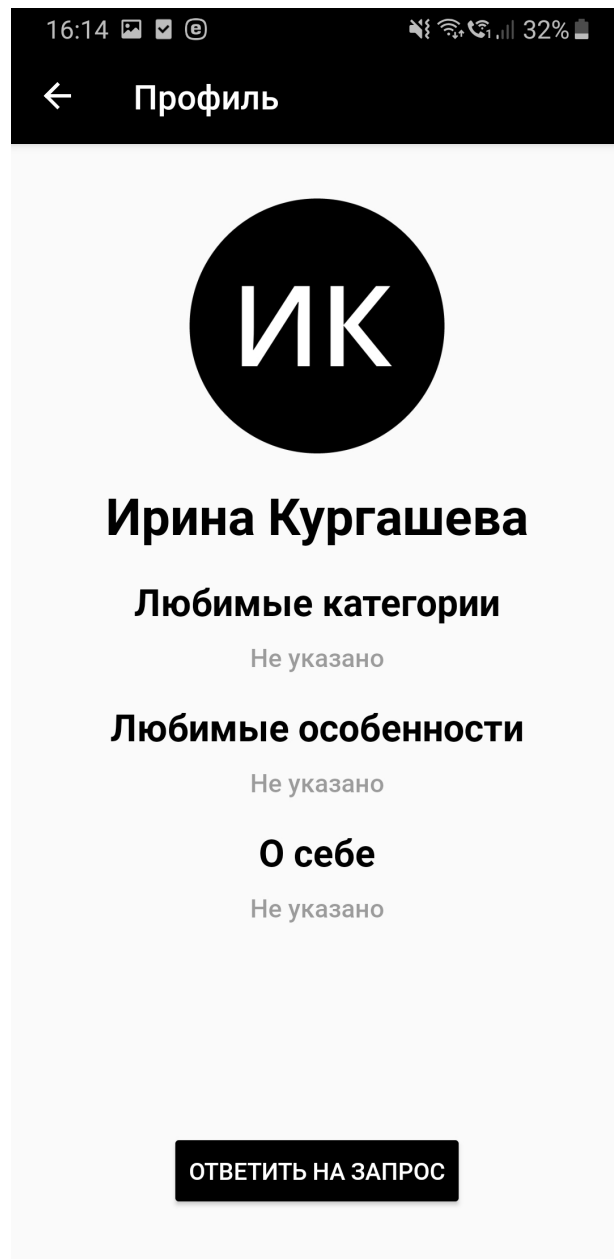 16:14 32%
Профиль
ИК
Ирина Кургашева
Любимые категории
Не указано
Любимые особенности
Не указано
О себе
Не указано
ОТВЕТИТЬ НА ЗАПРОС